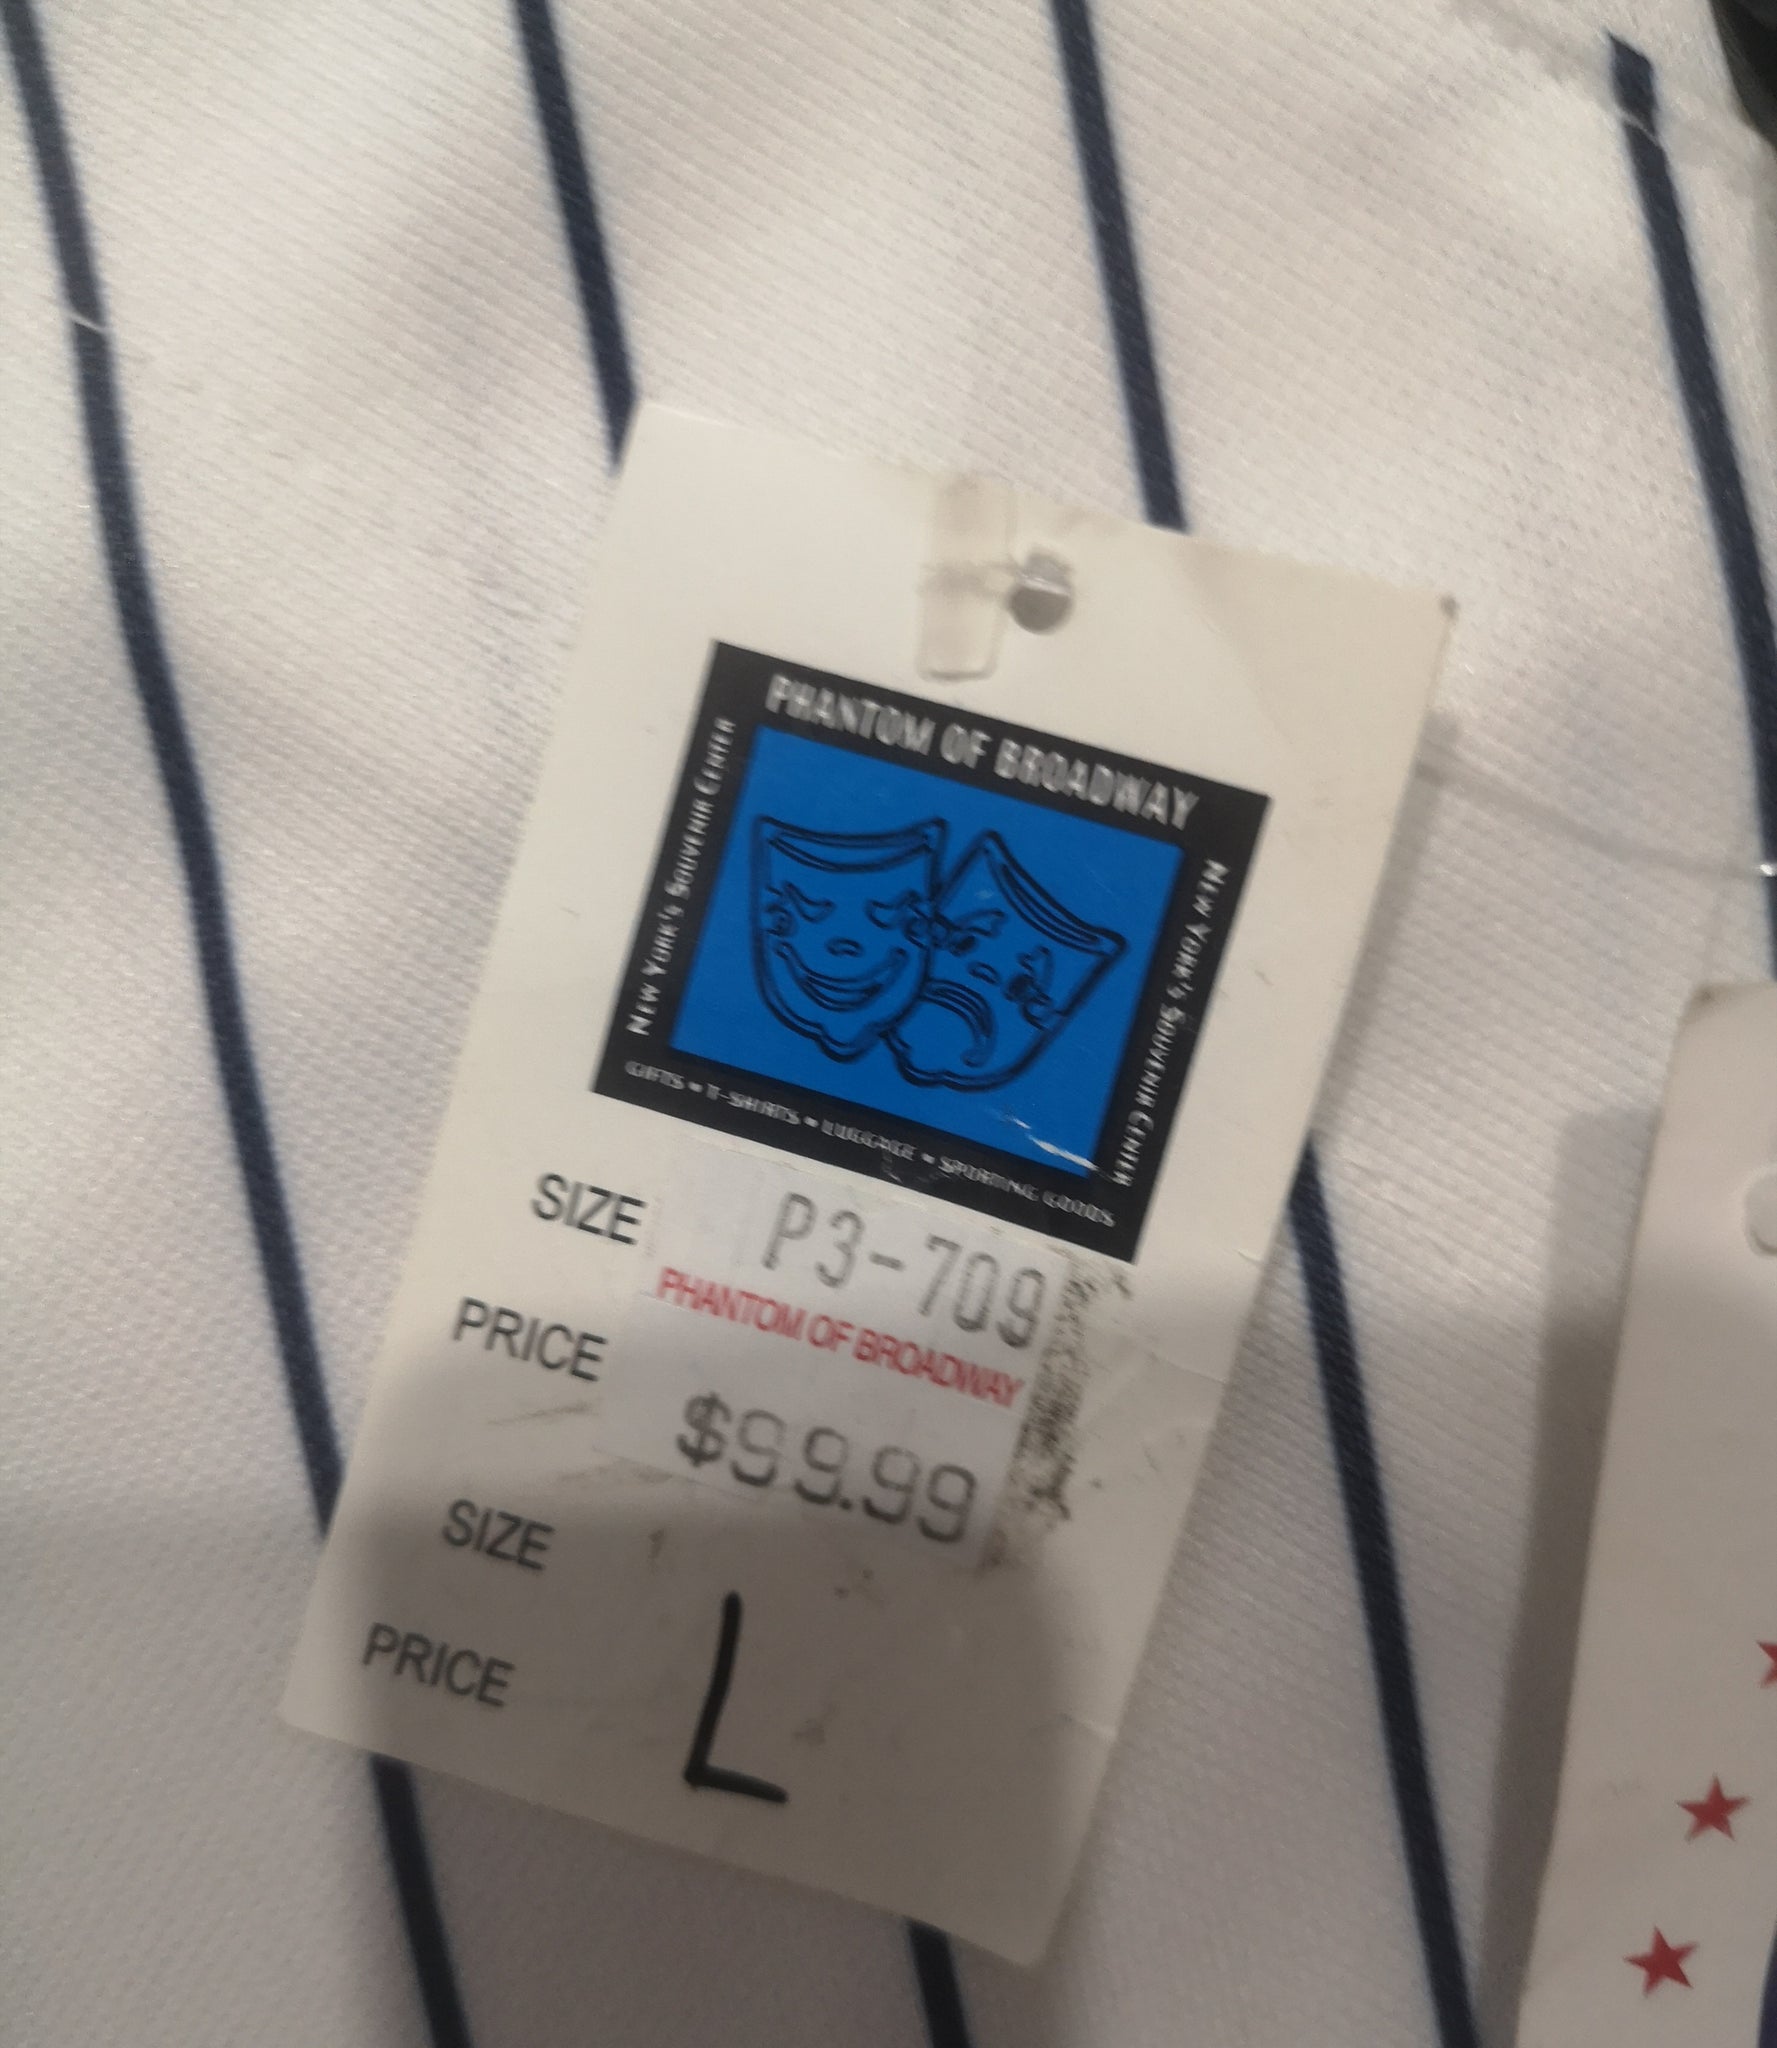 PHANTOM OF BROADWAY
NEW YORK'S SOUVENIR CENTER
NEW YORK'S SOUVENIR CENTER
GIFTS • T-SHIRTS • LUGGAGE • SPORTING GOODS
SIZE
P3-709
PHANTOM OF BROADWAY
PRICE
$99.99
SIZE
L
PRICE